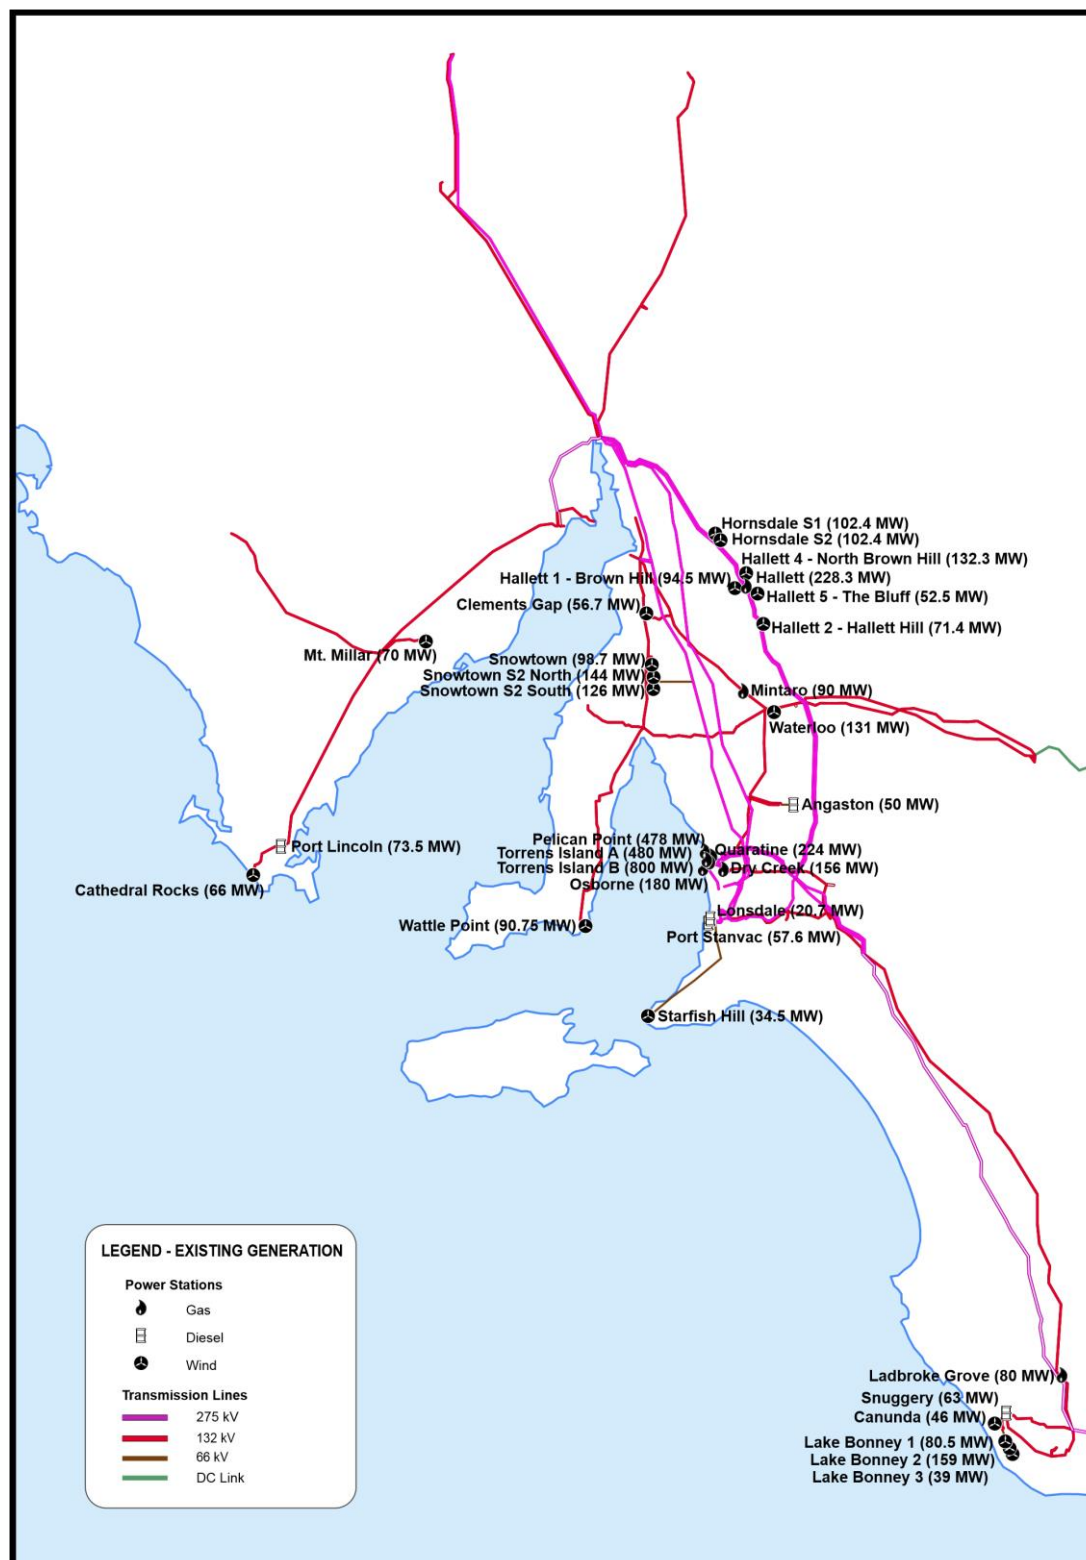 Hornsdale S1 (102.4 MW)
Hornsdale S2 (102.4 MW)
Hallett 4 - North Brown Hill (132.3 MW)
Hallett 1 - Brown Hill (94.5 MW)
Hallett (228.3 MW)
Hallett 5 - The Bluff (52.5 MW)
Clements Gap (56.7 MW)
Hallett 2 - Hallett Hill (71.4 MW)
Mt. Millar (70 MW)
Snowtown (98.7 MW)
Snowtown S2 North (144 MW)
Snowtown S2 South (126 MW)
Mintaro (90 MW)
Waterloo (131 MW)
Angaston (50 MW)
Port Lincoln (73.5 MW)
Cathedral Rocks (66 MW)
Pelican Point (478 MW)
Quaratine (224 MW)
Torrens Island A (480 MW)
Torrens Island B (800 MW)
Dry Creek (156 MW)
Osborne (180 MW)
Lonsdale (20.7 MW)
Wattle Point (90.75 MW)
Port Stanvac (57.6 MW)
Starfish Hill (34.5 MW)
LEGEND - EXISTING GENERATION
Power Stations
Gas
Diesel
Wind
Transmission Lines
275 kV
132 kV
66 kV
DC Link
Ladbroke Grove (80 MW)
Snuggery (63 MW)
Canunda (46 MW)
Lake Bonney 1 (80.5 MW)
Lake Bonney 2 (159 MW)
Lake Bonney 3 (39 MW)